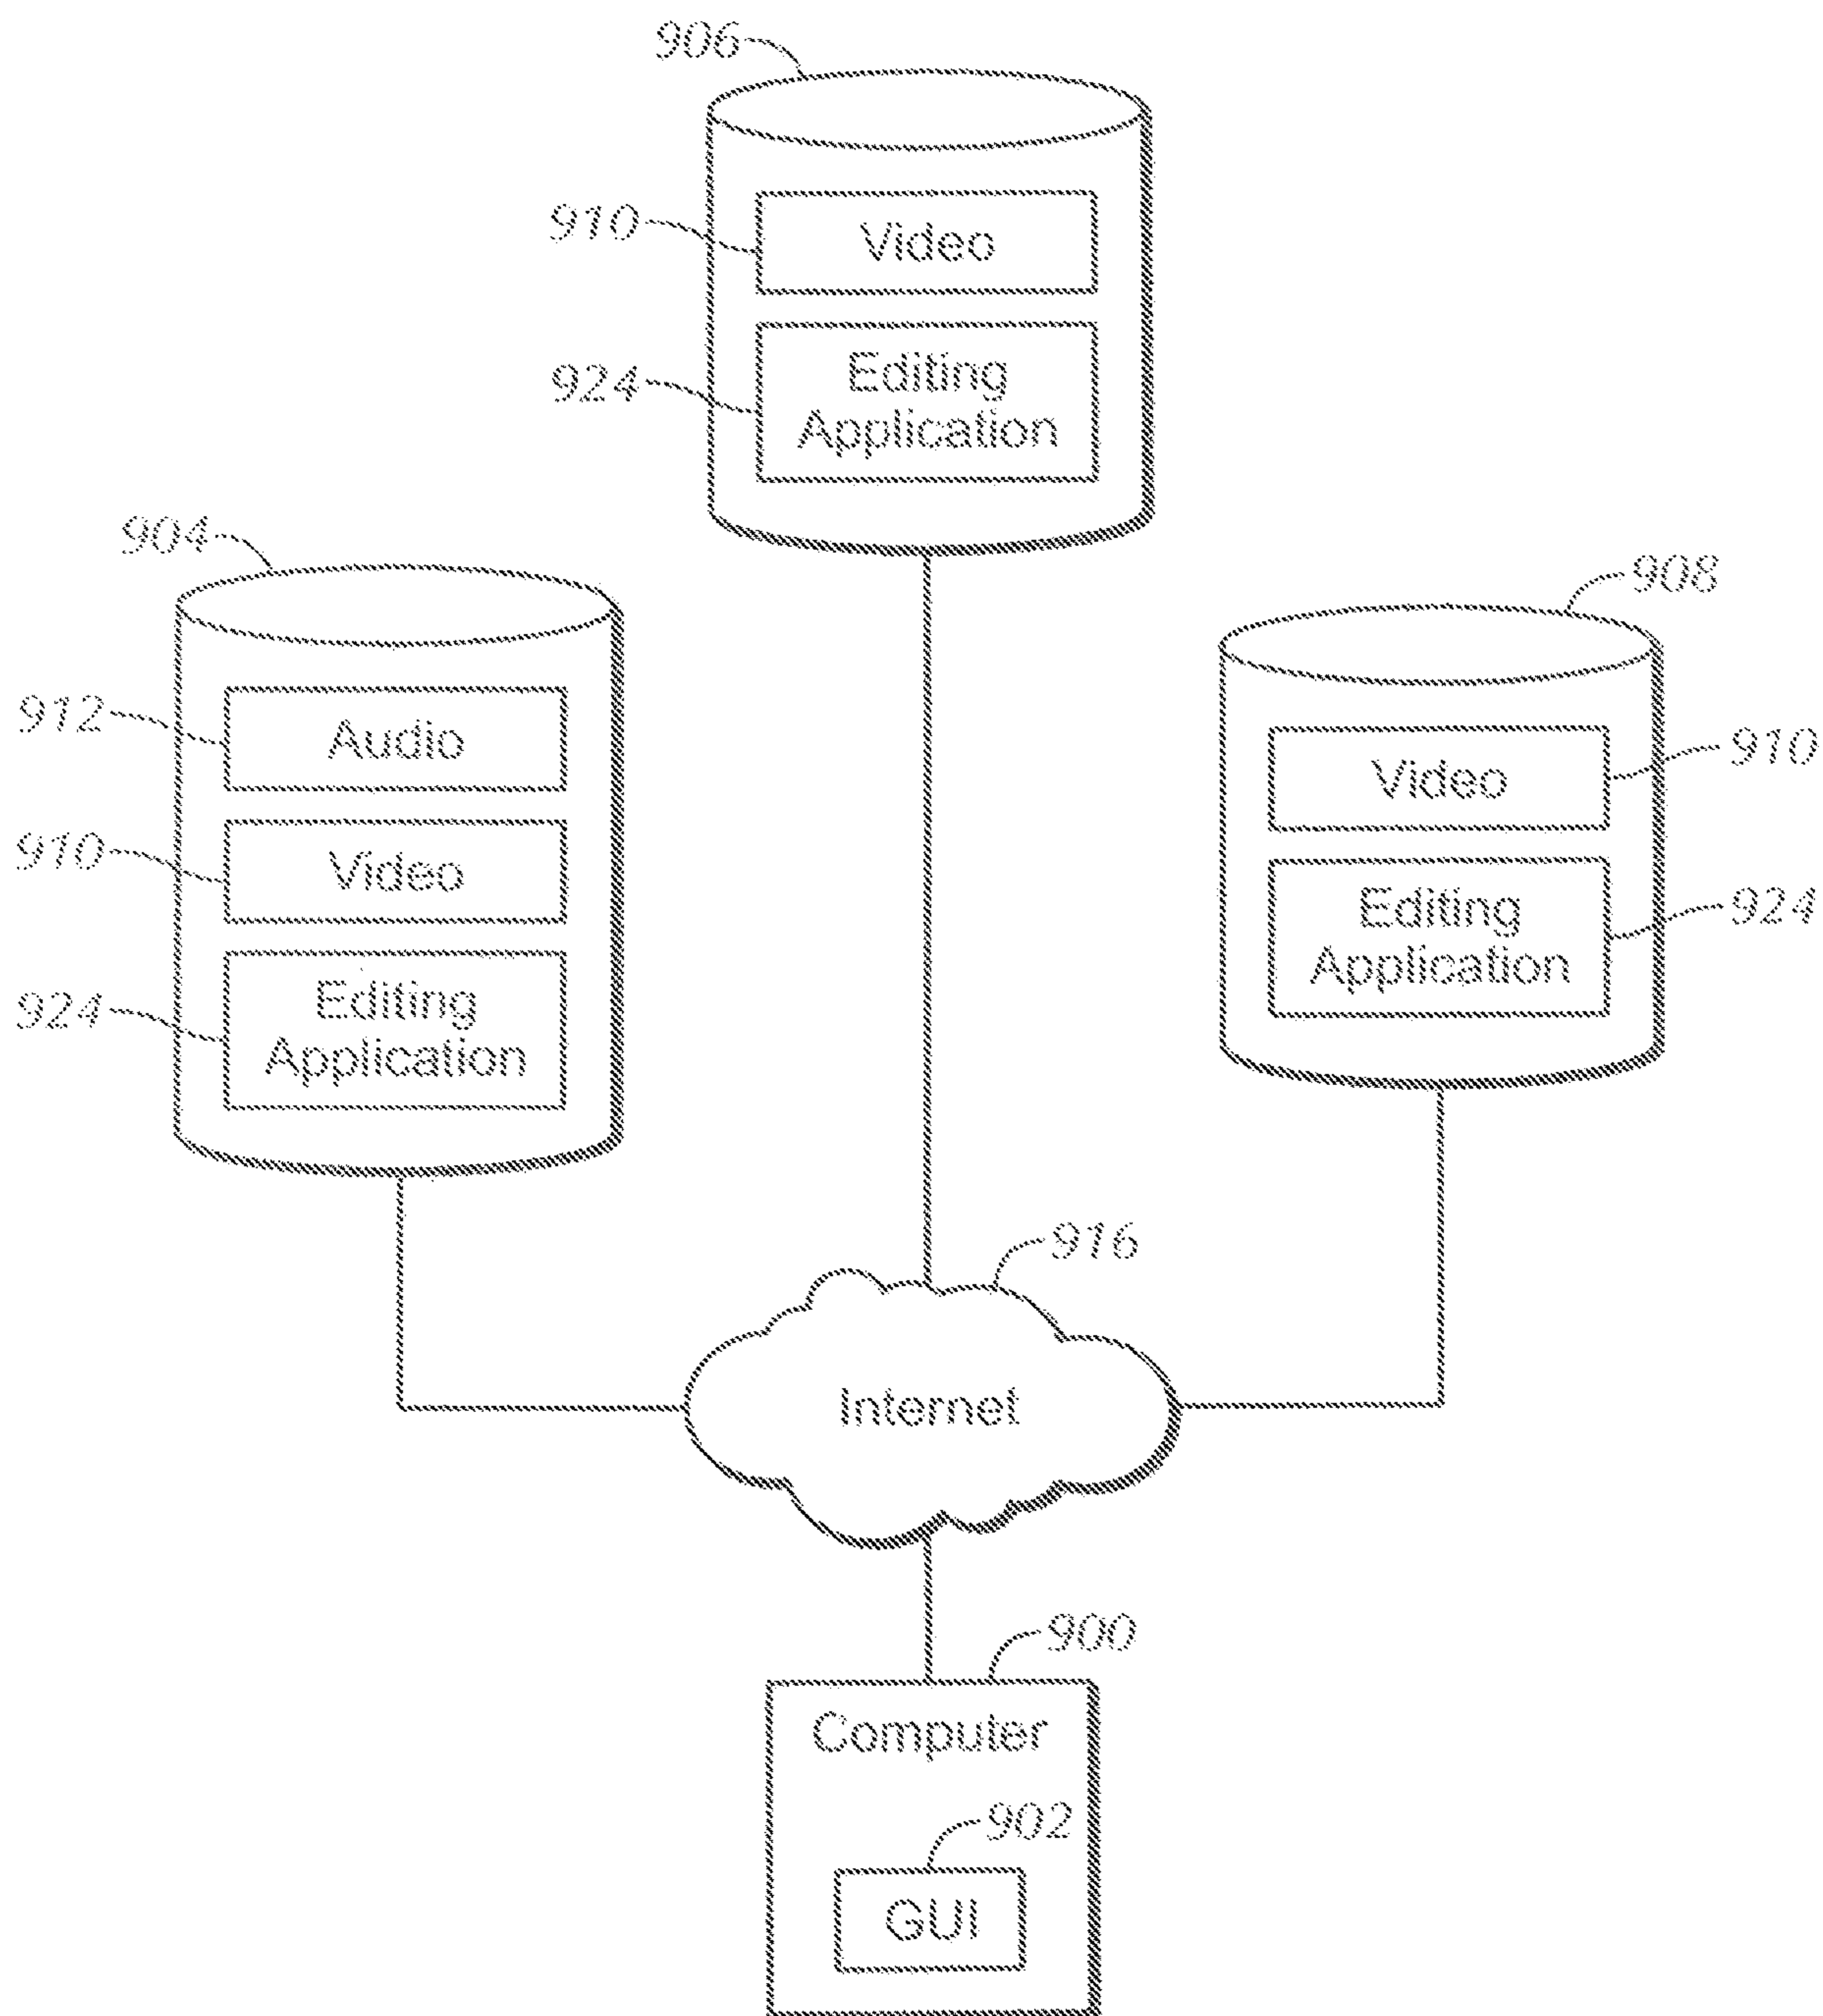 906
910
Video
924
Editing
Application
904
912
Audio
910
Video
924
Editing
Application
908
Video
910
Editing
Application
924
916
Internet
900
Computer
902
GUI